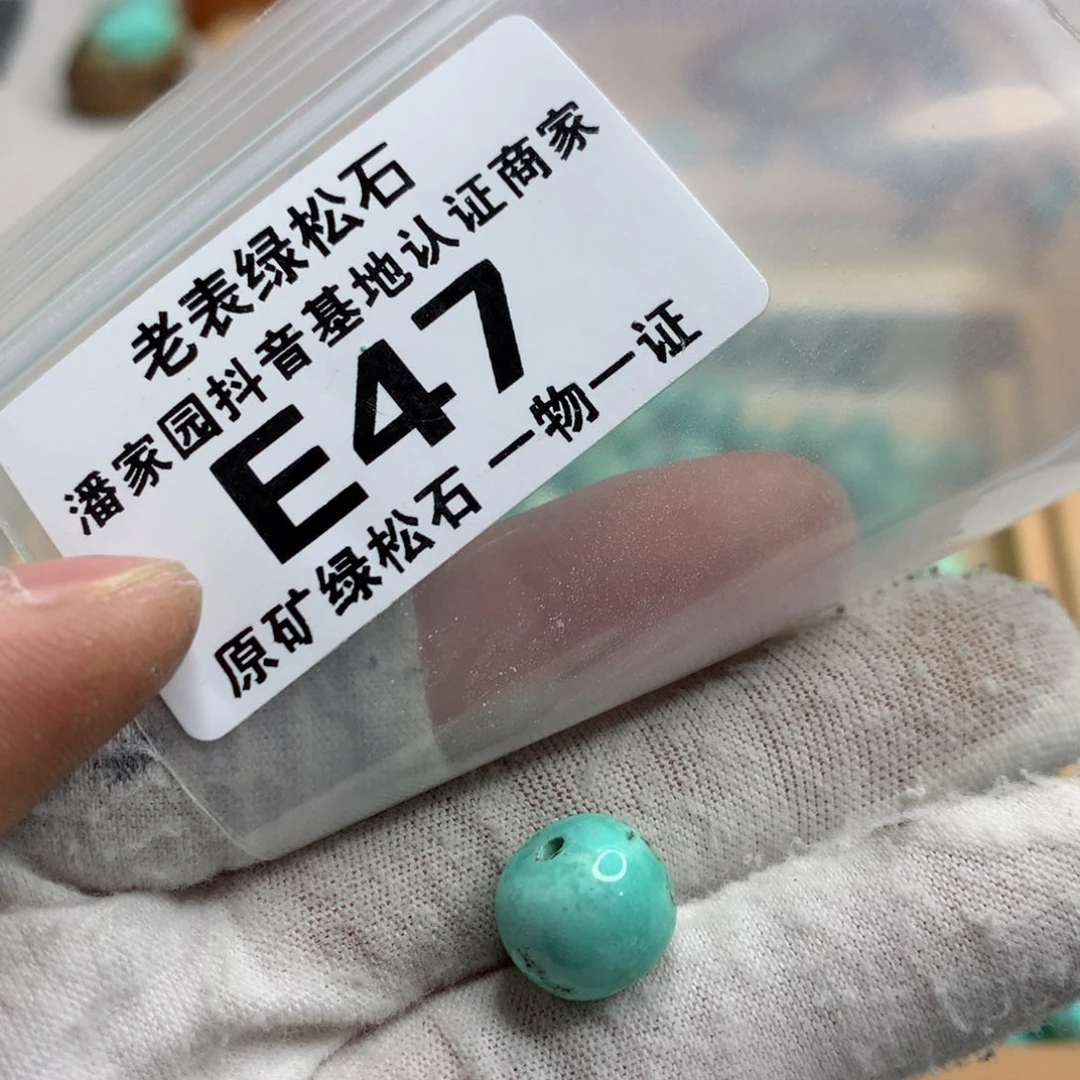 老表绿松石
潘家园抖音基地认证商家
E47
原矿绿松石 一物一证